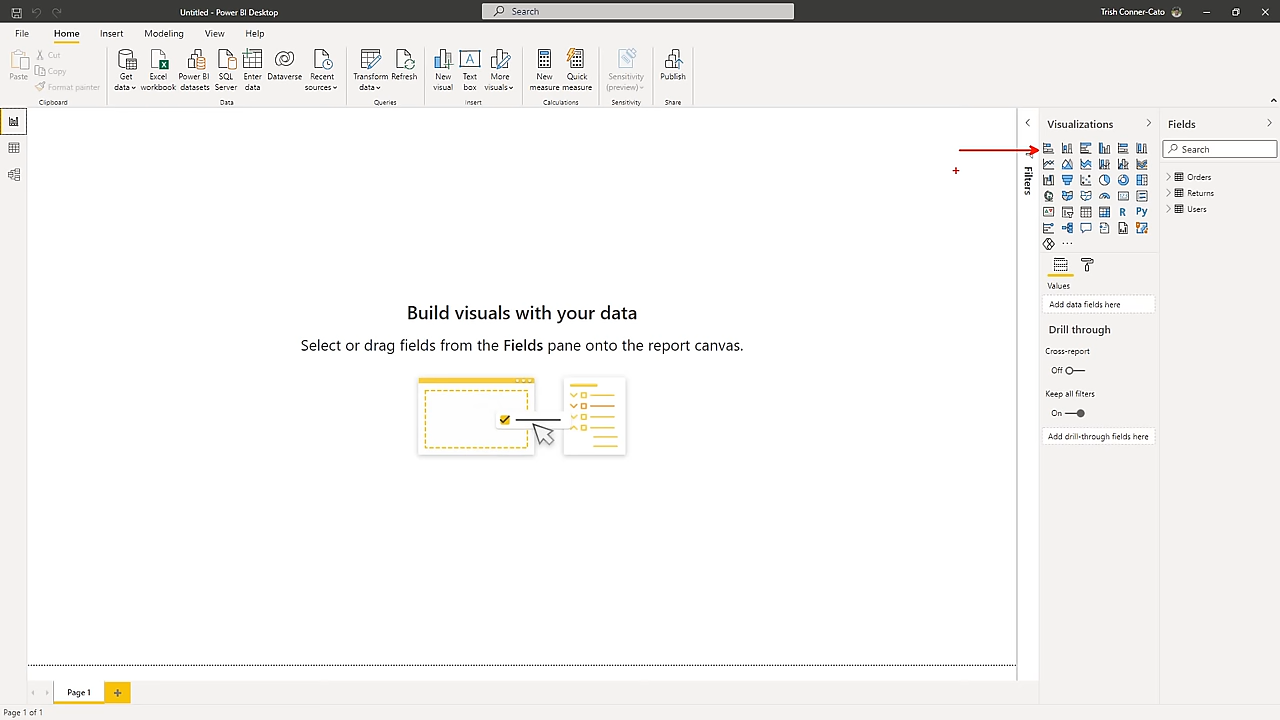 Untitled - Power BI Desktop
Search
Trish Conner-Cato
File
Home
Insert
Modeling
View
Help
Paste
Cut
Copy
Format painter
Clipboard
Get data
Excel workbook
Power BI datasets
SQL Server
Enter data
Dataverse
Recent sources
Data
Transform data
Refresh
Queries
New visual
A
Text box
More visuals
Insert
New measure
Quick measure
Calculations
Sensitivity (preview)
Sensitivity
Publish
Share
Filters
Visualizations
R
Py
Values
Add data fields here
Drill through
Cross-report
Off
Keep all filters
On
Add drill-through fields here
Fields
Search
Orders
Returns
Users
Build visuals with your data
Select or drag fields from the Fields pane onto the report canvas.
Page 1
Page 1 of 1